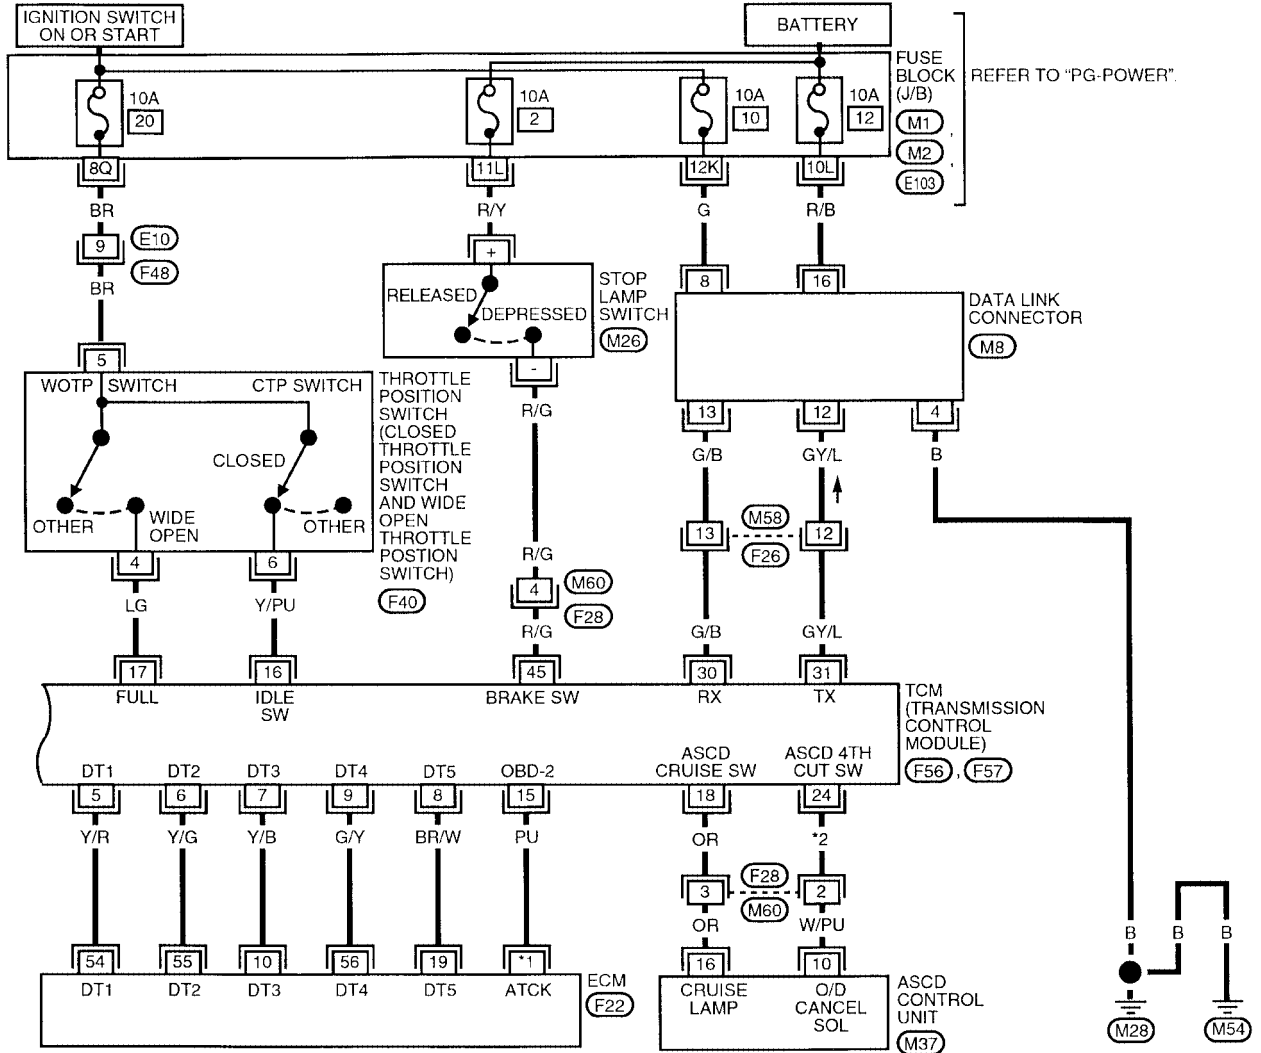 IGNITION SWITCH
ON OR START
BATTERY
FUSE
BLOCK
(J/B)
REFER TO "PG-POWER".
M1 ,
M2 ,
E103
10A
20
10A
2
10A
10
10A
12
8Q
11L
12K
10L
BR
R/Y
G
R/B
9
E10
F48
BR
+
8
16
RELEASED
DEPRESSED
STOP
LAMP
SWITCH
M26
DATA LINK
CONNECTOR
M8
5
-
13
12
4
WOTP SWITCH
CTP SWITCH
THROTTLE
POSITION
SWITCH
(CLOSED
THROTTLE
POSITION
SWITCH
AND WIDE
OPEN
THROTTLE
POSTION
SWITCH)
F40
CLOSED
OTHER
WIDE
OPEN
OTHER
R/G
G/B
GY/L
B
13
M58
F26
12
4
6
R/G
4
M60
F28
LG
Y/PU
R/G
G/B
GY/L
17
16
45
30
31
FULL
IDLE
SW
BRAKE SW
RX
TX
TCM
(TRANSMISSION
CONTROL
MODULE)
F56 , F57
DT1
DT2
DT3
DT4
DT5
OBD-2
ASCD
CRUISE SW
ASCD 4TH
CUT SW
5
6
7
9
8
15
18
24
Y/R
Y/G
Y/B
G/Y
BR/W
PU
OR
*2
3
F28
M60
2
OR
W/PU
B
B
B
54
55
10
56
19
*1
16
10
DT1
DT2
DT3
DT4
DT5
ATCK
ECM
F22
CRUISE
LAMP
O/D
CANCEL
SOL
ASCD
CONTROL
UNIT
M37
M28
M54